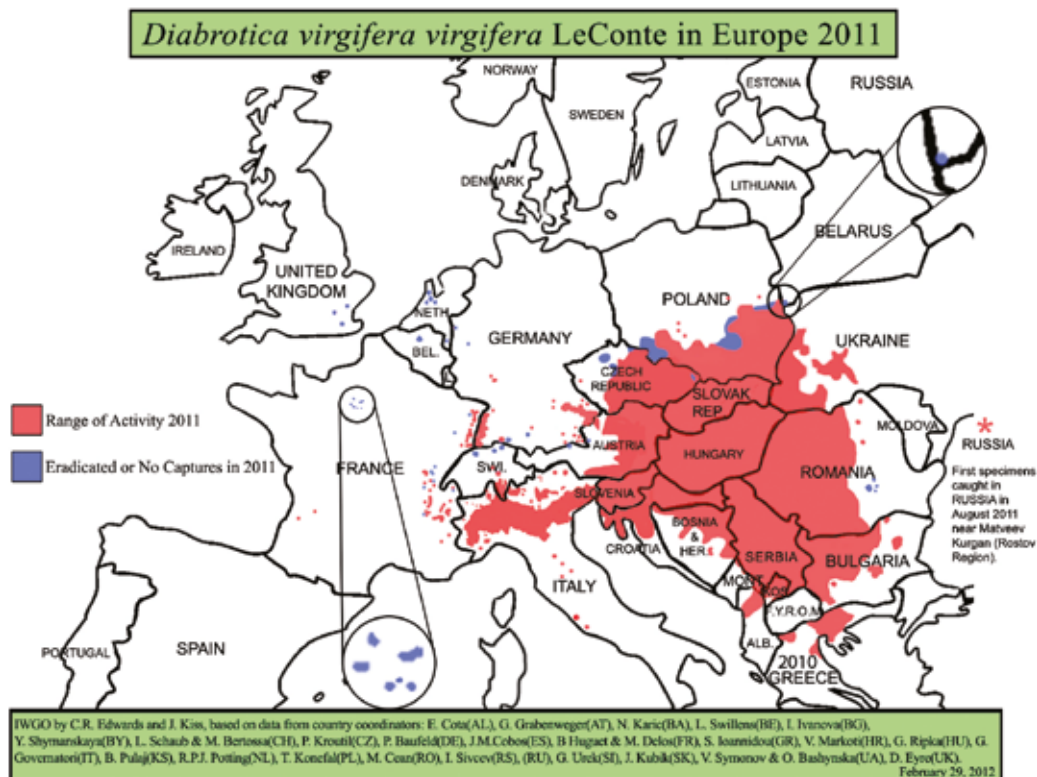 Diabrotica virgifera virgifera LeConte in Europe 2011
NORWAY
SWEDEN
ESTONIA
RUSSIA
LATVIA
DENMARK
LITHUANIA
BELARUS
IRELAND
UNITED
KINGDOM
NETH.
POLAND
GERMANY
BEL.
UKRAINE
CZECH
REPUBLIC
SLOVAK
REP.
Range of Activity 2011
Eradicated or No Captures in 2011
FRANCE
SWI.
AUSTRIA
HUNGARY
MOLDOVA
ROMANIA
SLOVENIA
CROATIA
BOSNIA
&
HER.
SERBIA
BULGARIA
ITALY
MONT.
KOS.
F.Y.R.O.M
ALB.
2010
GREECE
PORTUGAL
SPAIN
*
RUSSIA
First specimens
caught in
RUSSIA in
August 2011
near Matveev
Kurgan (Rostov
Region).
IWGO by C.R. Edwards and J. Kiss, based on data from country coordinators: E. Cota(AL), G. Grabenweger(AT), N. Karic(BA), L. Swillens(BE), I. Ivanova(BG),
Y. Shymanskaya(BY), L. Schaub & M. Bertossa(CH), P. Kroutil(CZ), P. Baufeld(DE), J.M.Cobos(ES), B Huguet & M. Delos(FR), S. Ioannidou(GR), V. Markoti(HR), G. Ripka(HU), G.
Governatori(IT), B. Pulaj(KS), R.P.J. Potting(NL), T. Konefal(PL), M. Cean(RO), I. Sivcev(RS), (RU), G. Urek(SI), J. Kubik(SK), V. Symonov & O. Bashynska(UA), D. Eyre(UK).
February 29, 2012